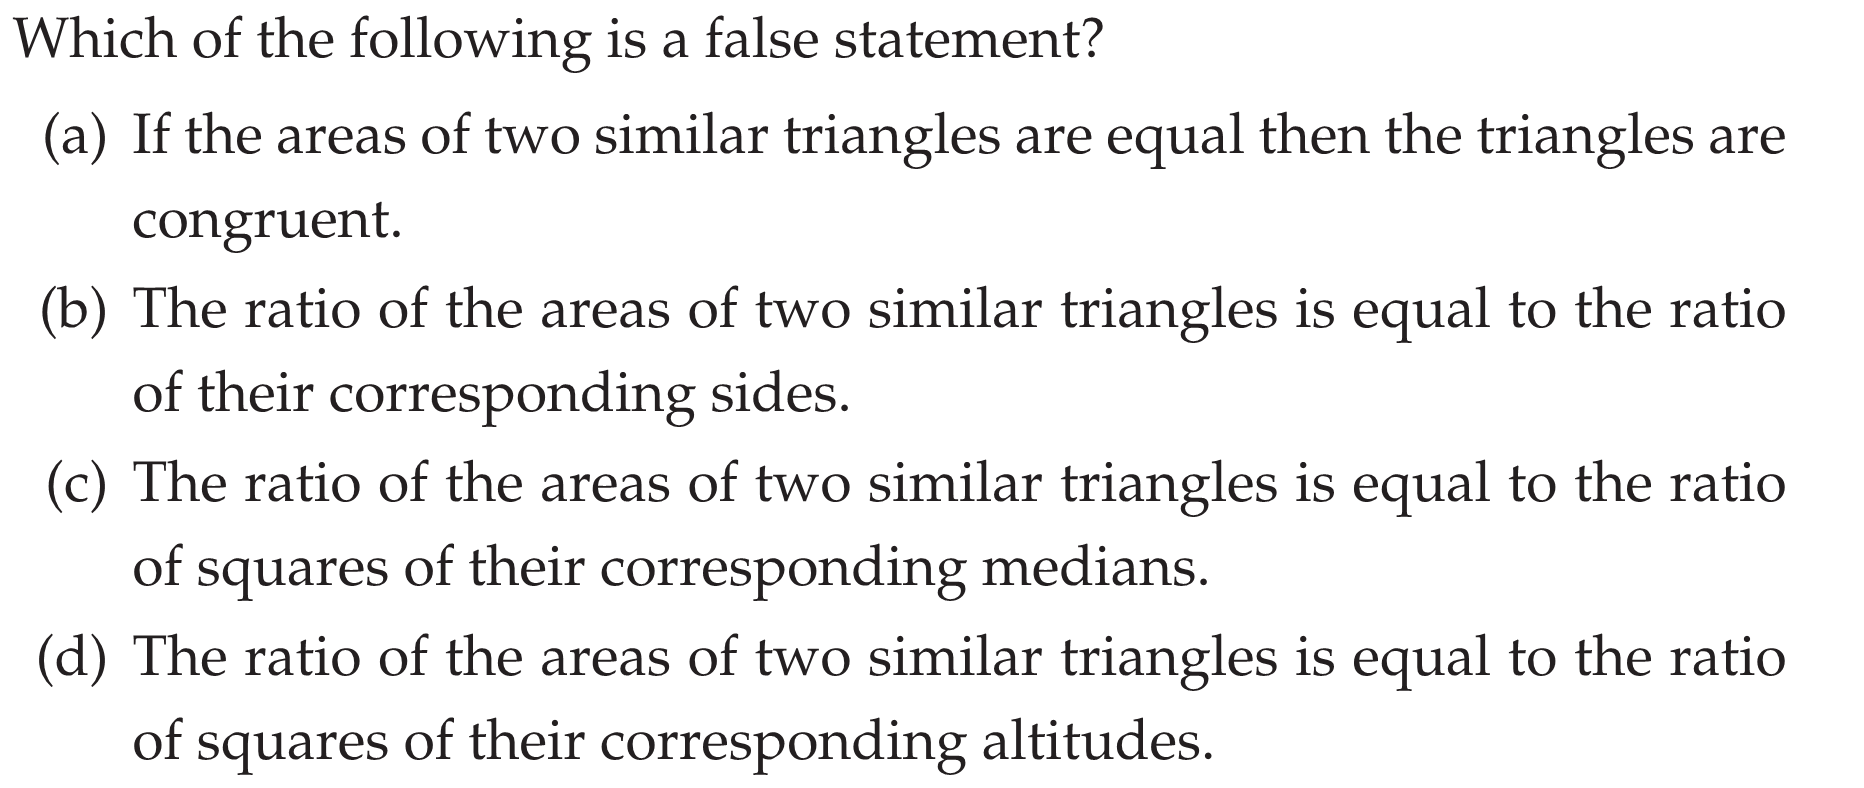 Which of the following is a false statement?
(a) If the areas of two similar triangles are equal then the triangles are
congruent.
(b) The ratio of the areas of two similar triangles is equal to the ratio
of their corresponding sides.
(c) The ratio of the areas of two similar triangles is equal to the ratio
of squares of their corresponding medians.
(d) The ratio of the areas of two similar triangles is equal to the ratio
of squares of their corresponding altitudes.